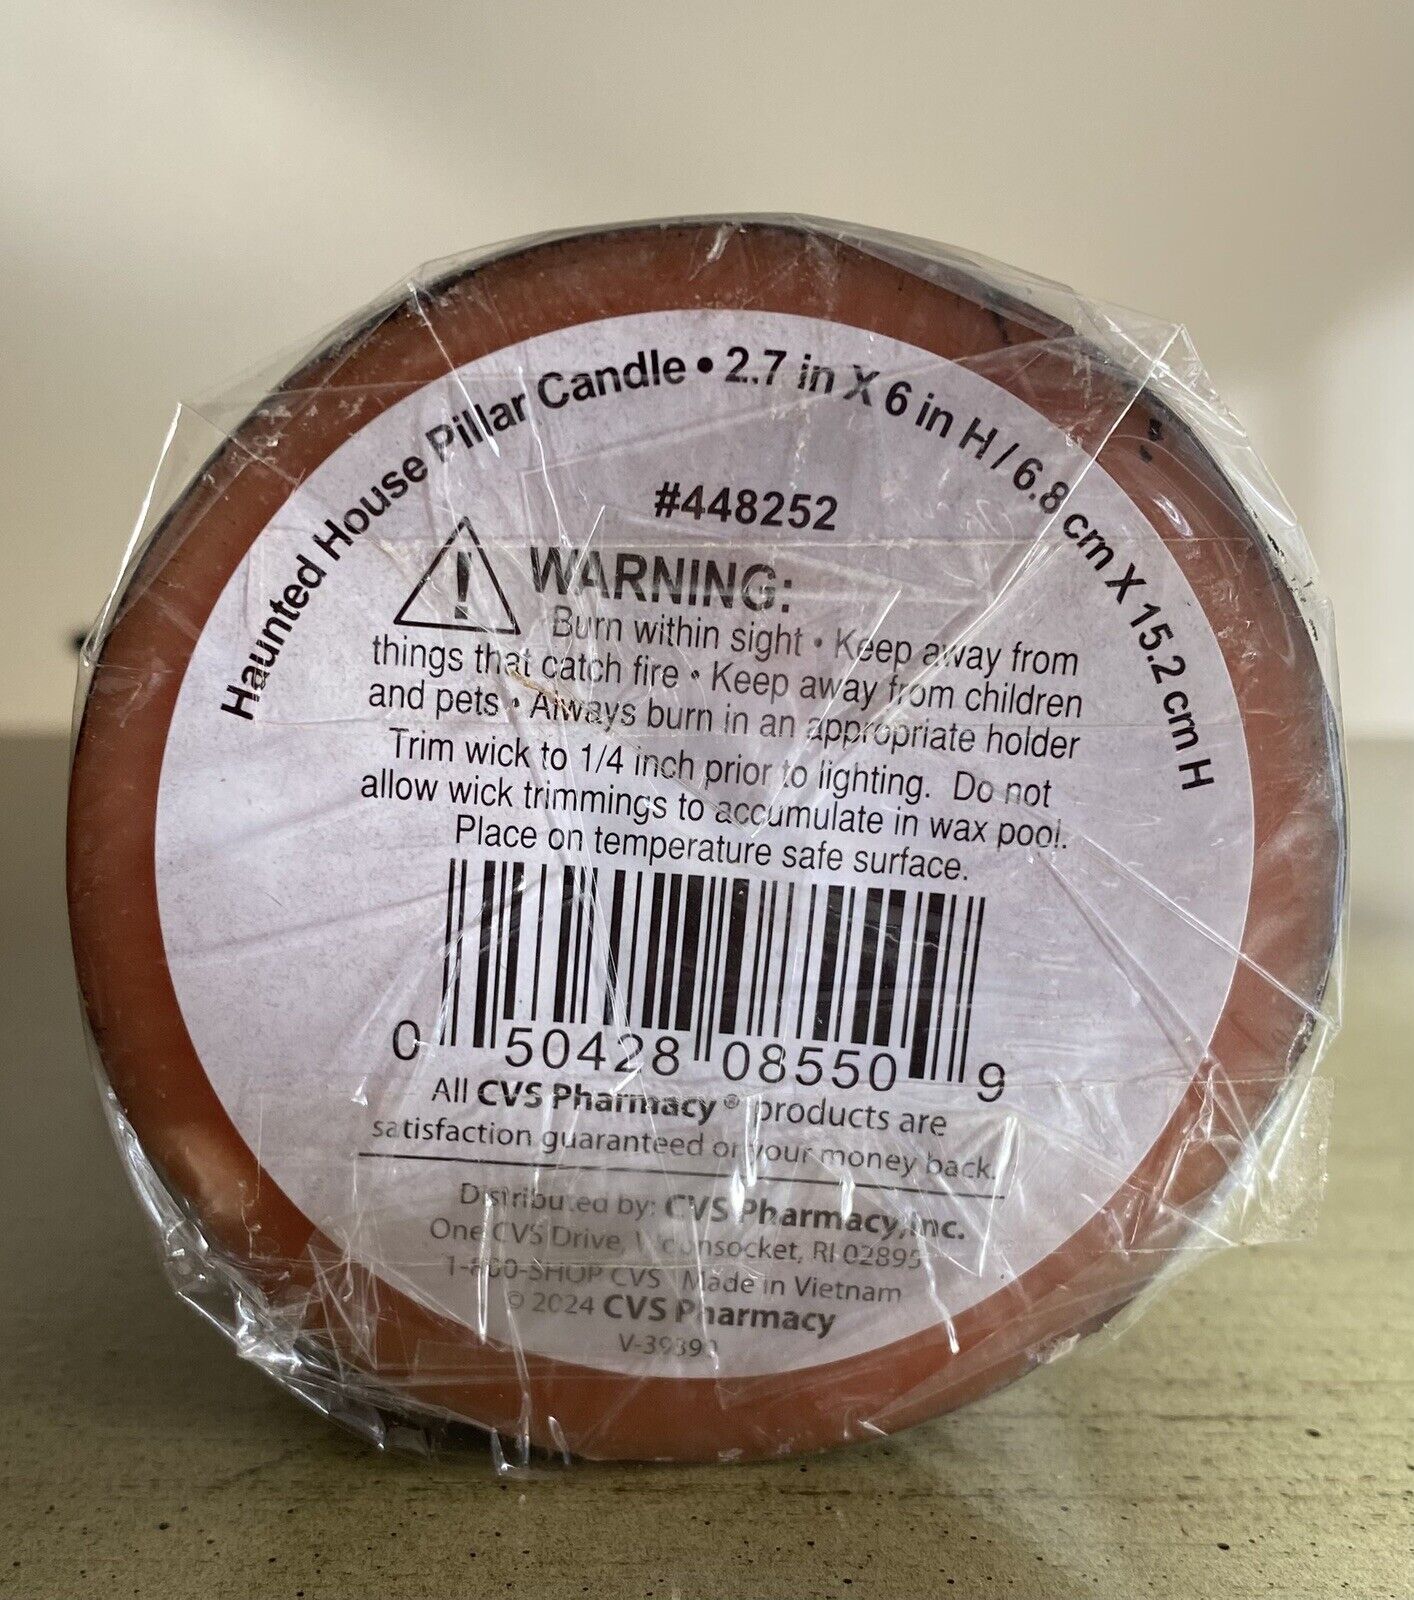 Haunted House Pillar Candle • 2.7 in X 6 in H / 6.8 cm X 15.2 cm H
#448252
WARNING:
Burn within sight • Keep away from
things that catch fire • Keep away from children
and pets • Always burn in an appropriate holder
Trim wick to 1/4 inch prior to lighting. Do not
allow wick trimmings to accumulate in wax pool.
Place on temperature safe surface.
0 50428 08550 9
All CVS Pharmacy® products are
satisfaction guaranteed or your money back.
Distributed by: CVS Pharmacy, Inc.
One CVS Drive, Woonsocket, RI 02895
1-800-SHOP CVS Made in Vietnam
© 2024 CVS Pharmacy